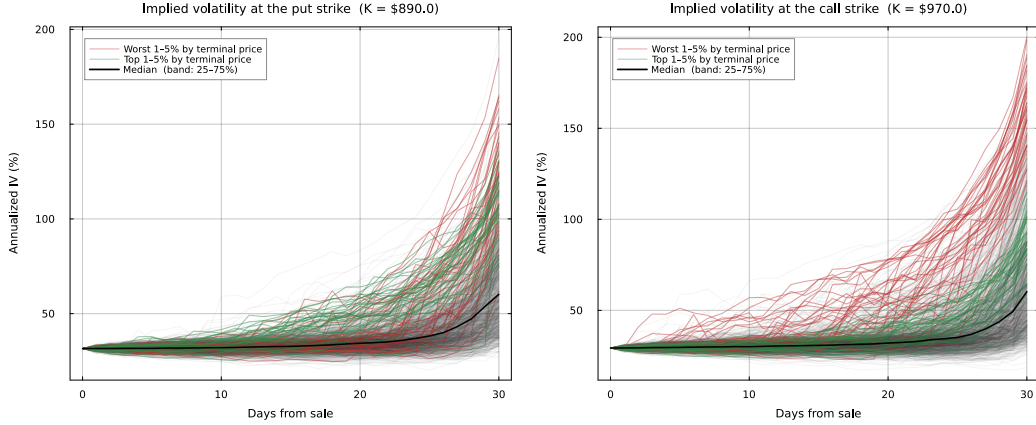 Implied volatility at the put strike (K = $890.0)
200
150
100
50
0
10
20
30
Annualized IV (%)
Days from sale
Worst 1–5% by terminal price
Top 1–5% by terminal price
Median (band: 25–75%)
Implied volatility at the call strike (K = $970.0)
200
150
100
50
0
10
20
30
Annualized IV (%)
Days from sale
Worst 1–5% by terminal price
Top 1–5% by terminal price
Median (band: 25–75%)